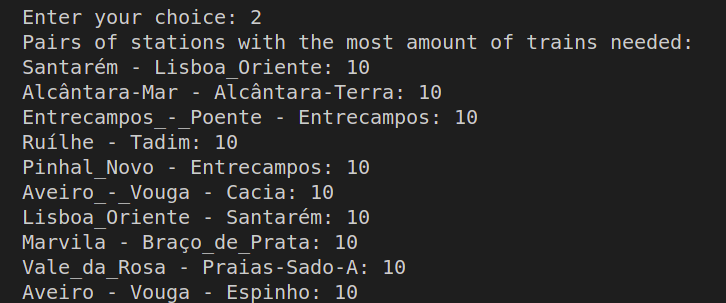 Enter your choice: 2
Pairs of stations with the most amount of trains needed:
Santarém - Lisboa_Oriente: 10
Alcântara-Mar - Alcântara-Terra: 10
Entrecampos_-_Poente - Entrecampos: 10
Ruílhe - Tadim: 10
Pinhal_Novo - Entrecampos: 10
Aveiro_-_Vouga - Cacia: 10
Lisboa_Oriente - Santarém: 10
Marvila - Braço_de_Prata: 10
Vale_da_Rosa - Praias-Sado-A: 10
Aveiro - Vouga - Espinho: 10